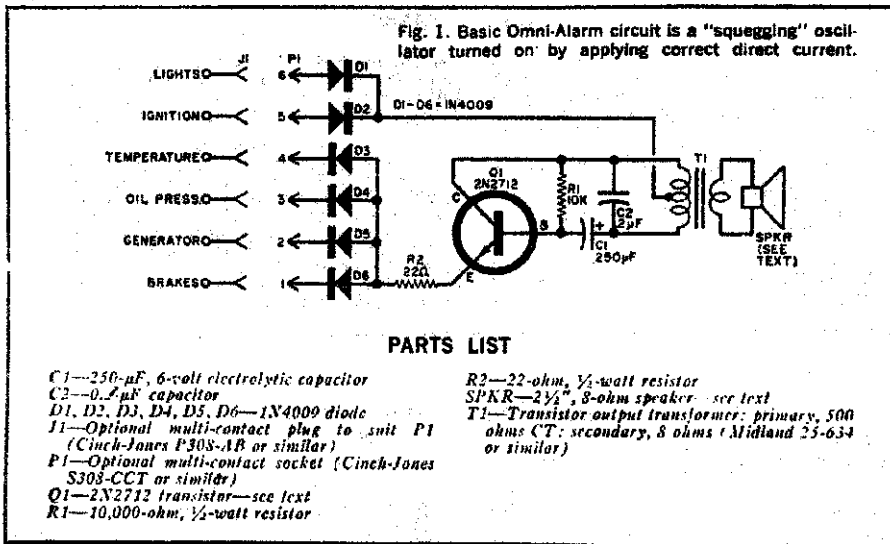 Fig. 1. Basic Omni-Alarm circuit is a "squegging" oscil-
lator turned on by applying correct direct current.
J1 P1
LIGHTS 6 D1
D1-D6=1N4009
IGNITION 5 D2
TEMPERATURE 4 D3
OIL PRESS. 3 D4
GENERATOR 2 D5
BRAKES 1 D6
R2
22Ω
Q1
2N2712
C
B
E
R1
10K
C2
.2µF
+
C1
250µF
T1
SPKR
(SEE
TEXT)
PARTS LIST
C1—250-µF, 6-volt electrolytic capacitor
C2—µF capacitor
D1, D2, D3, D4, D5, D6—1N4009 diode
J1—Optional multi-contact plug to suit P1
(Cinch-Jones P308-AB or similar)
P1—Optional multi-contact socket (Cinch-Jones
S308-CCT or similar)
Q1—2N2712 transistor—see text
R1—10,000-ohm, ½-watt resistor
R2—22-ohm, ½-watt resistor
SPKR—2½", 8-ohm speaker—see text
T1—Transistor output transformer: primary, 500
ohms CT; secondary, 8 ohms (Midland 25-634
or similar)